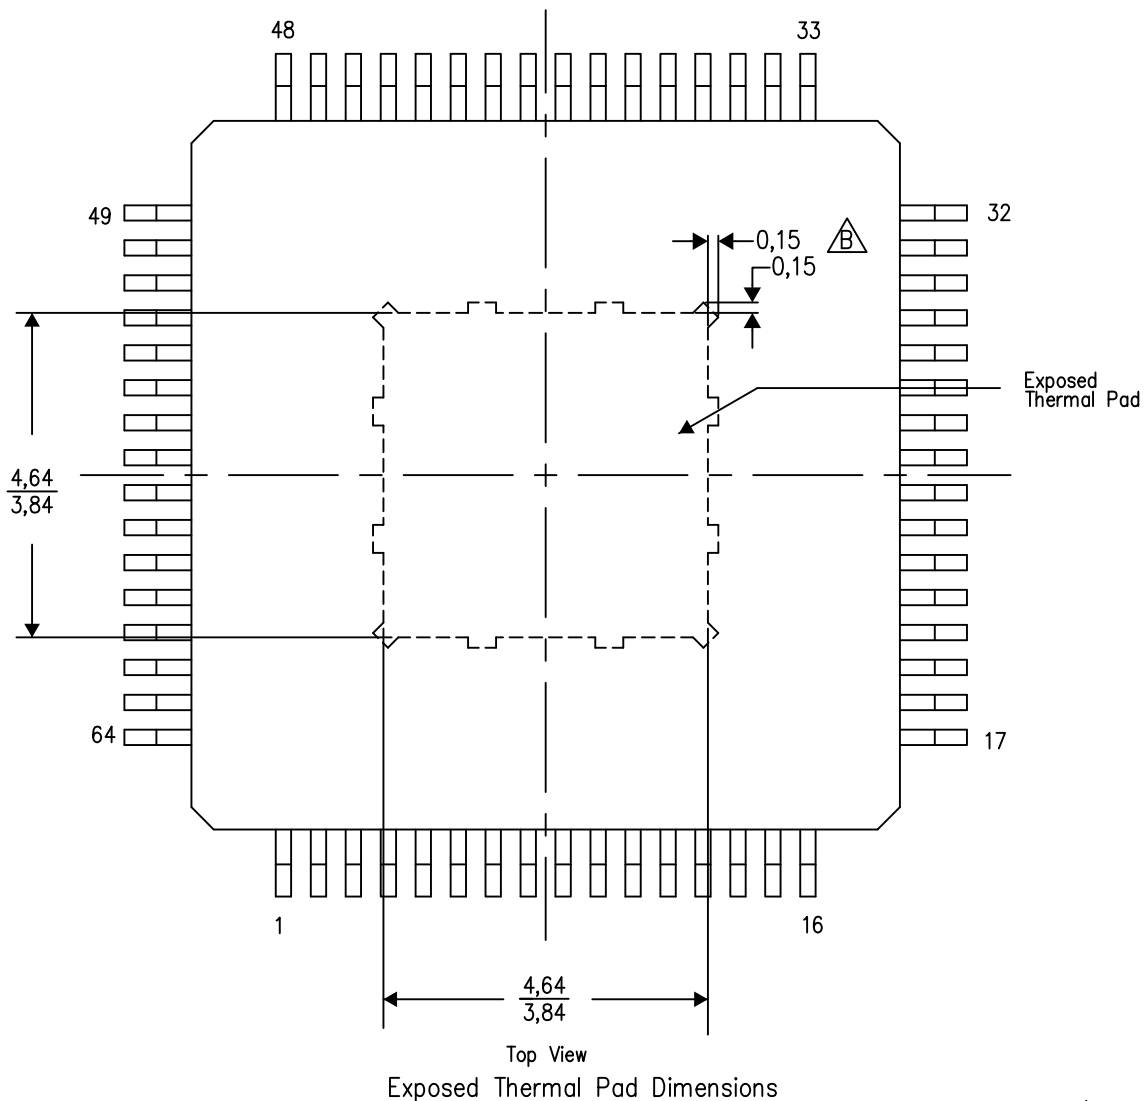 48
33
49
32
0,15
B
0,15
Exposed
Thermal Pad
4,64
3,84
64
17
1
16
4,64
3,84
Top View
Exposed Thermal Pad Dimensions